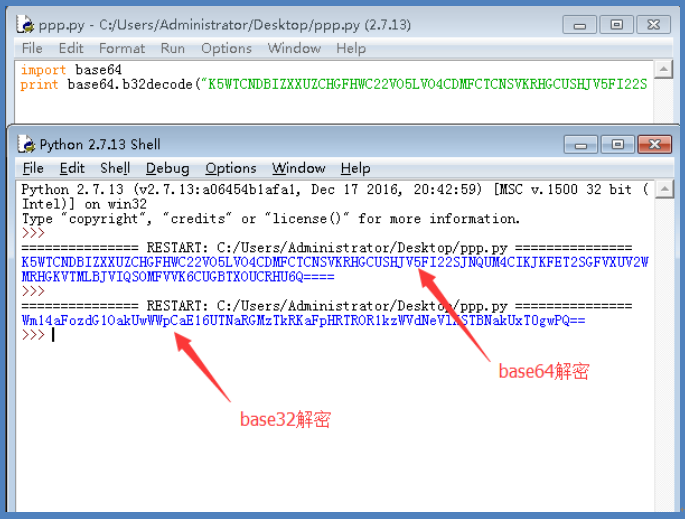 ppp.py - C:/Users/Administrator/Desktop/ppp.py (2.7.13)
File Edit Format Run Options Window Help
import base64
print base64.b32decode("K5WTCNDBIZXXUZCHGFHWC22VO5LVO4CDMFCTCNSVKRHGCUSHJV5FI22S
Python 2.7.13 Shell
File Edit Shell Debug Options Window Help
Python 2.7.13 (v2.7.13:a06454b1afa1, Dec 17 2016, 20:42:59) [MSC v.1500 32 bit (
Intel)] on win32
Type "copyright", "credits" or "license()" for more information.
>>>
=============== RESTART: C:/Users/Administrator/Desktop/ppp.py ===============
K5WTCNDBIZXXUZCHGFHWC22VO5LVO4CDMFCTCNSVKRHGCUSHJV5FI22SJNQUM4CIKJKFET2SGFVXUV2W
MRHGKVTMLBJVIQSOMFVVK6CUGBTXOUCRHU6Q====
>>>
=============== RESTART: C:/Users/Administrator/Desktop/ppp.py ===============
Wm14aFozdG1OakUwWWpCaE16UTNaRGMzTkRKaFpHRTROR1kzWVdNeVlXSTBNakUxT0gwPQ==
>>>
base64解密
base32解密